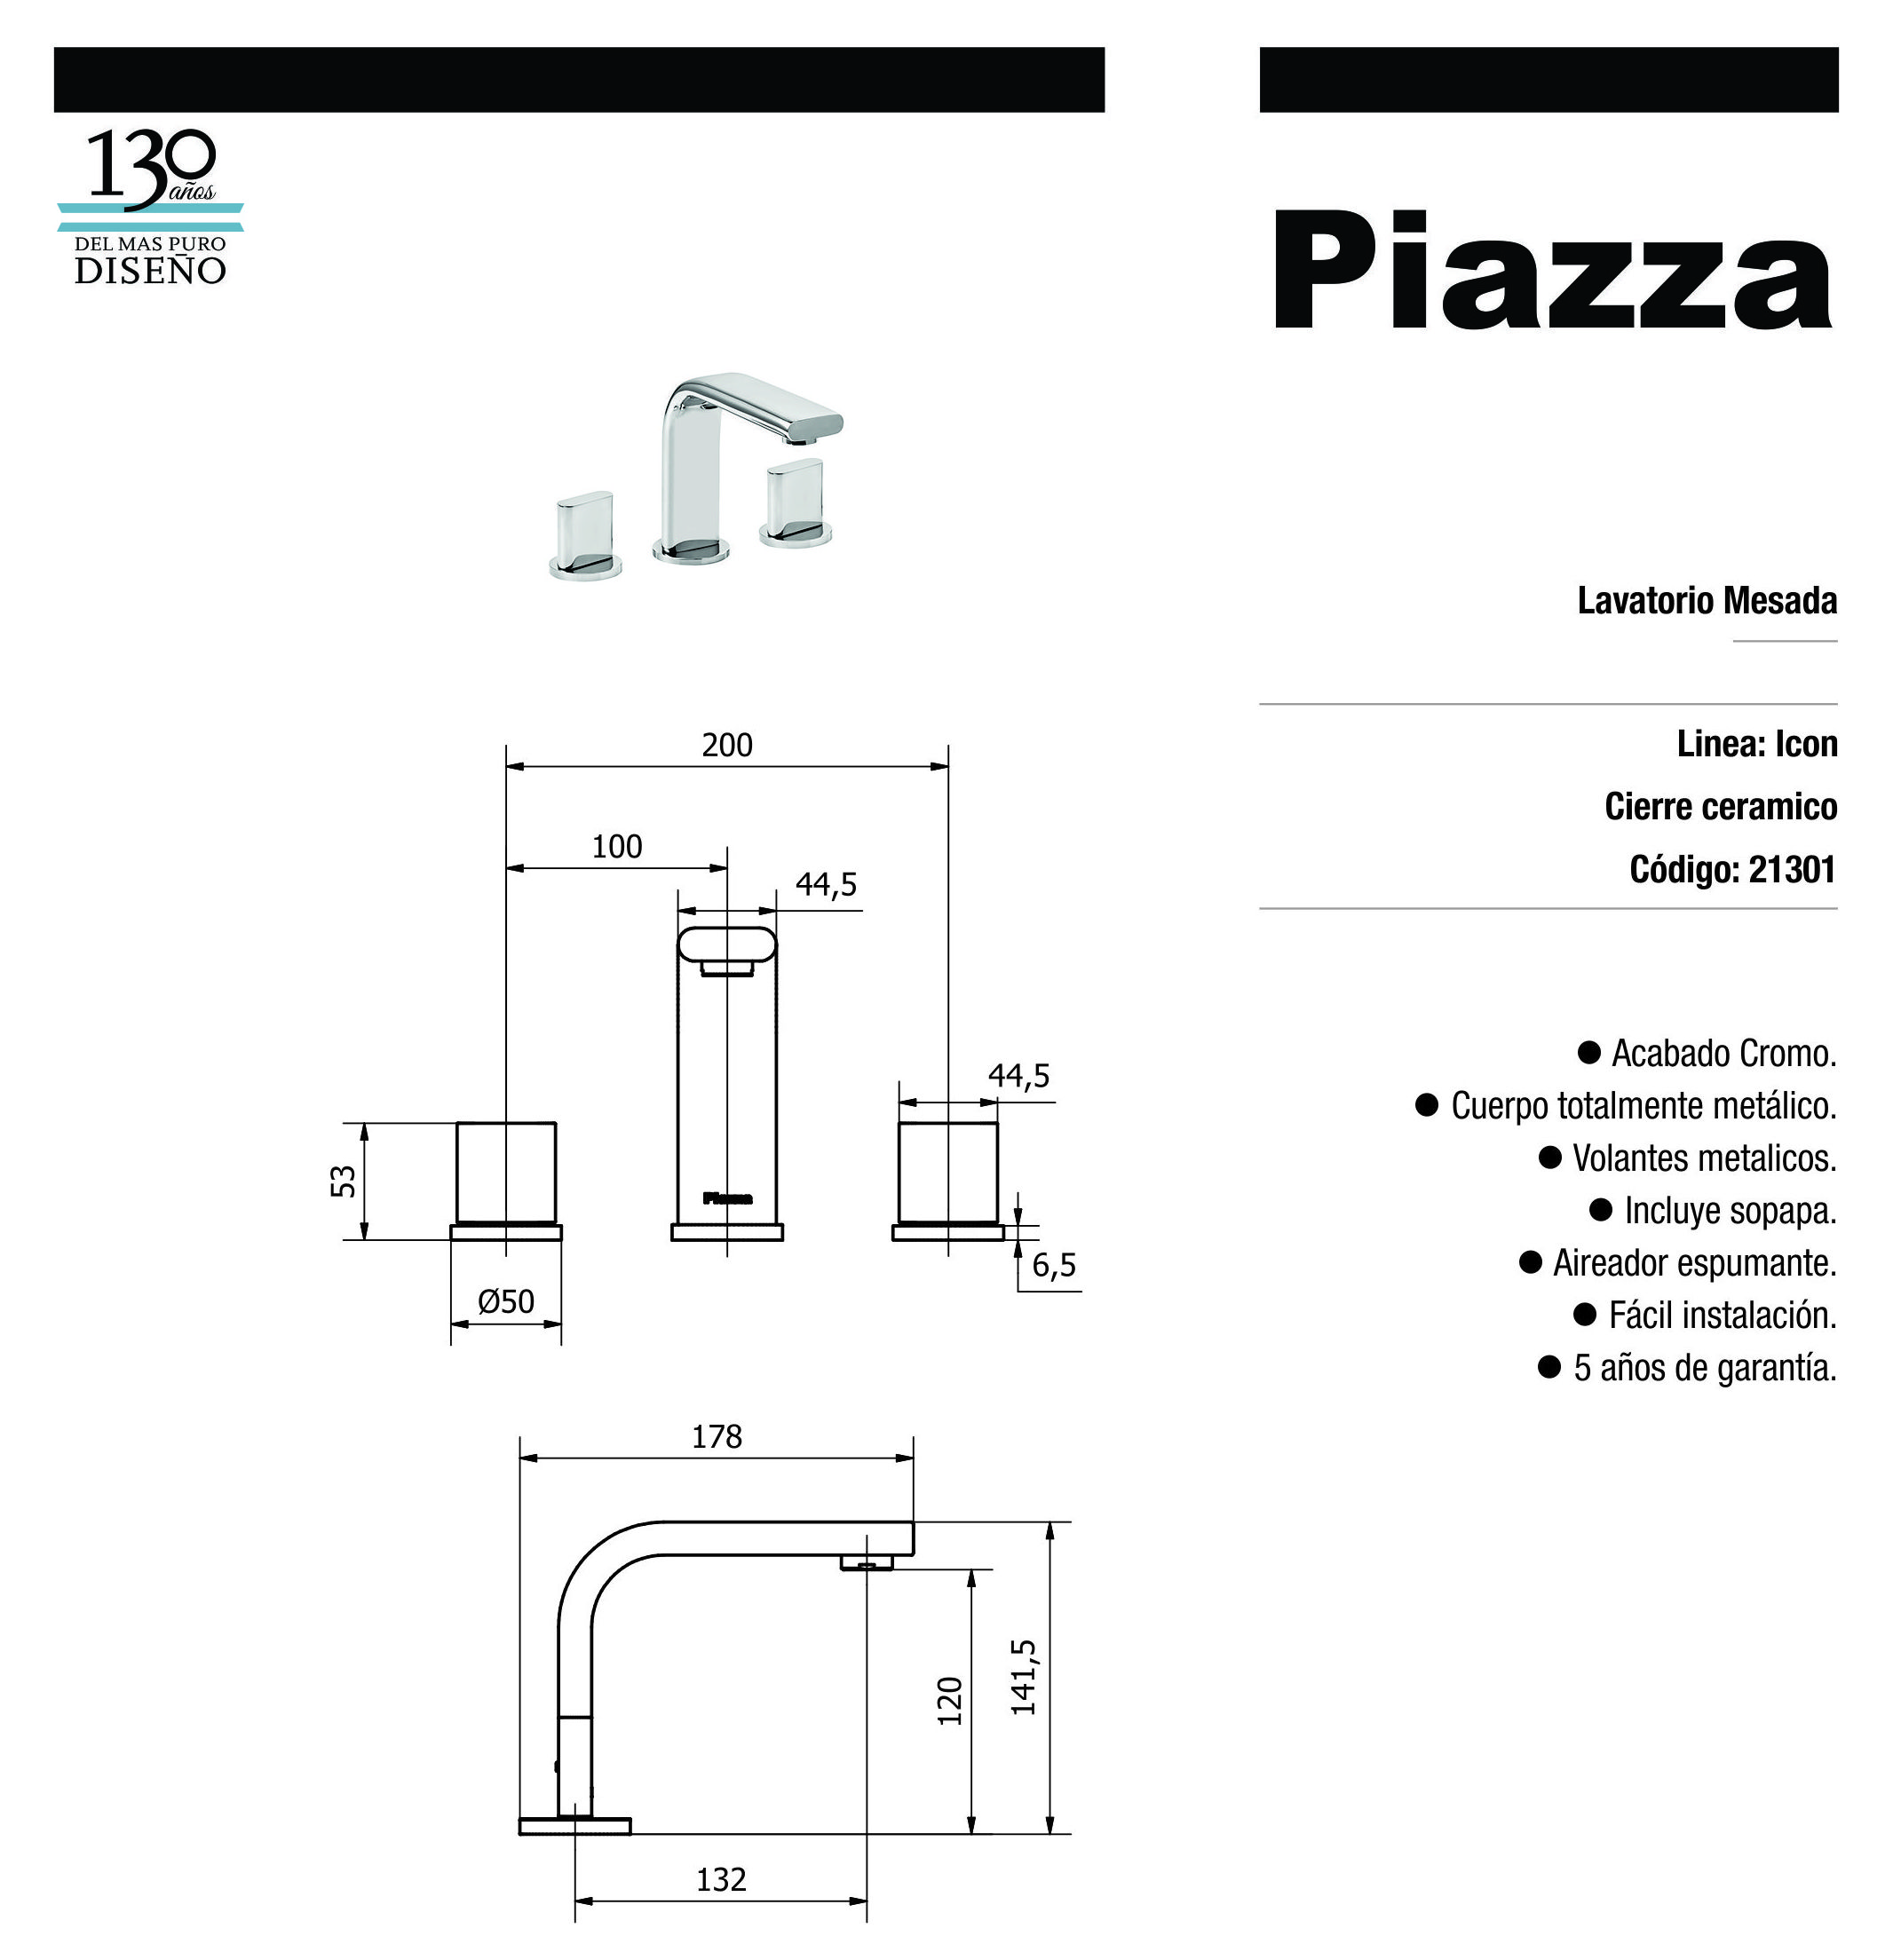 130
años
DEL MAS PURO
DISEÑO
Piazza
Lavatorio Mesada
Linea: Icon
Cierre ceramico
Código: 21301
● Acabado Cromo.
● Cuerpo totalmente metálico.
● Volantes metalicos.
● Incluye sopapa.
● Aireador espumante.
● Fácil instalación.
● 5 años de garantía.
200
100
44,5
44,5
53
Piazza
6,5
Ø50
178
120
141,5
132